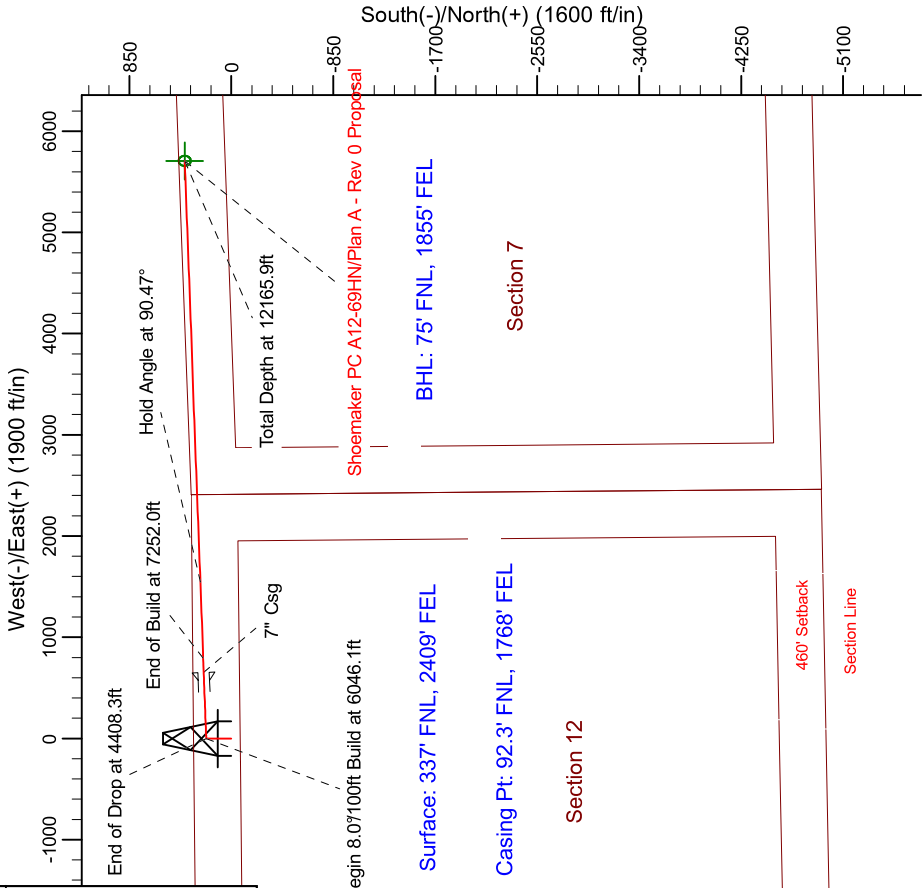 South(-)/North(+) (1600 ft/in)
850
0
-850
-1700
-2550
-3400
-4250
-5100
West(-)/East(+) (1900 ft/in)
6000
5000
4000
3000
2000
1000
0
-1000
Hold Angle at 90.47°
Total Depth at 12165.9ft
Shoemaker PC A12-69HN/Plan A - Rev 0 Proposal
BHL: 75' FNL, 1855' FEL
Section 7
End of Build at 7252.0ft
7" Csg
End of Drop at 4408.3ft
egin 8.0°/100ft Build at 6046.1ft
Surface: 337' FNL, 2409' FEL
Casing Pt: 92.3' FNL, 1768' FEL
Section 12
460' Setback
Section Line